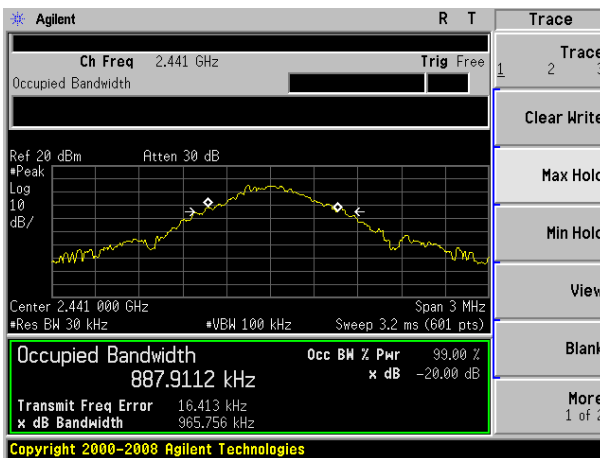 Agilent R T Trace
Ch Freq 2.441 GHz Trig Free
Occupied Bandwidth
Trace
1 2 3
Clear Write
Max Hold
Min Hold
View
Blank
More
1 of 2
Ref 20 dBm Atten 30 dB
#Peak
Log
10
dB/
Center 2.441 000 GHz Span 3 MHz
#Res BW 30 kHz #VBW 100 kHz Sweep 3.2 ms (601 pts)
Occupied Bandwidth Occ BW % Pwr 99.00 %
887.9112 kHz x dB -20.00 dB
Transmit Freq Error 16.413 kHz
x dB Bandwidth 965.756 kHz
Copyright 2000-2008 Agilent Technologies